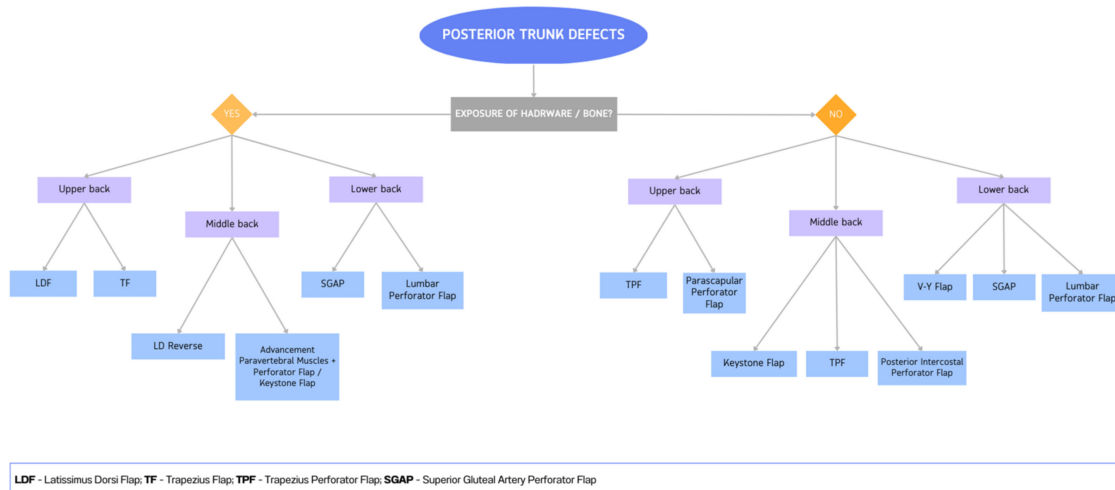 POSTERIOR TRUNK DEFECTS
EXPOSURE OF HADRWARE / BONE?
YES
NO
Upper back
Middle back
Lower back
LDF
TF
LD Reverse
Advancement
Paravertebral Muscles +
Perforator Flap /
Keystone Flap
SGAP
Lumbar
Perforator Flap
Upper back
Middle back
Lower back
TPF
Parascapular
Perforator
Flap
Keystone Flap
TPF
Posterior Intercostal
Perforator Flap
V-Y Flap
SGAP
Lumbar
Perforator Flap
LDF - Latissimus Dorsi Flap; TF - Trapezius Flap; TPF - Trapezius Perforator Flap; SGAP - Superior Gluteal Artery Perforator Flap